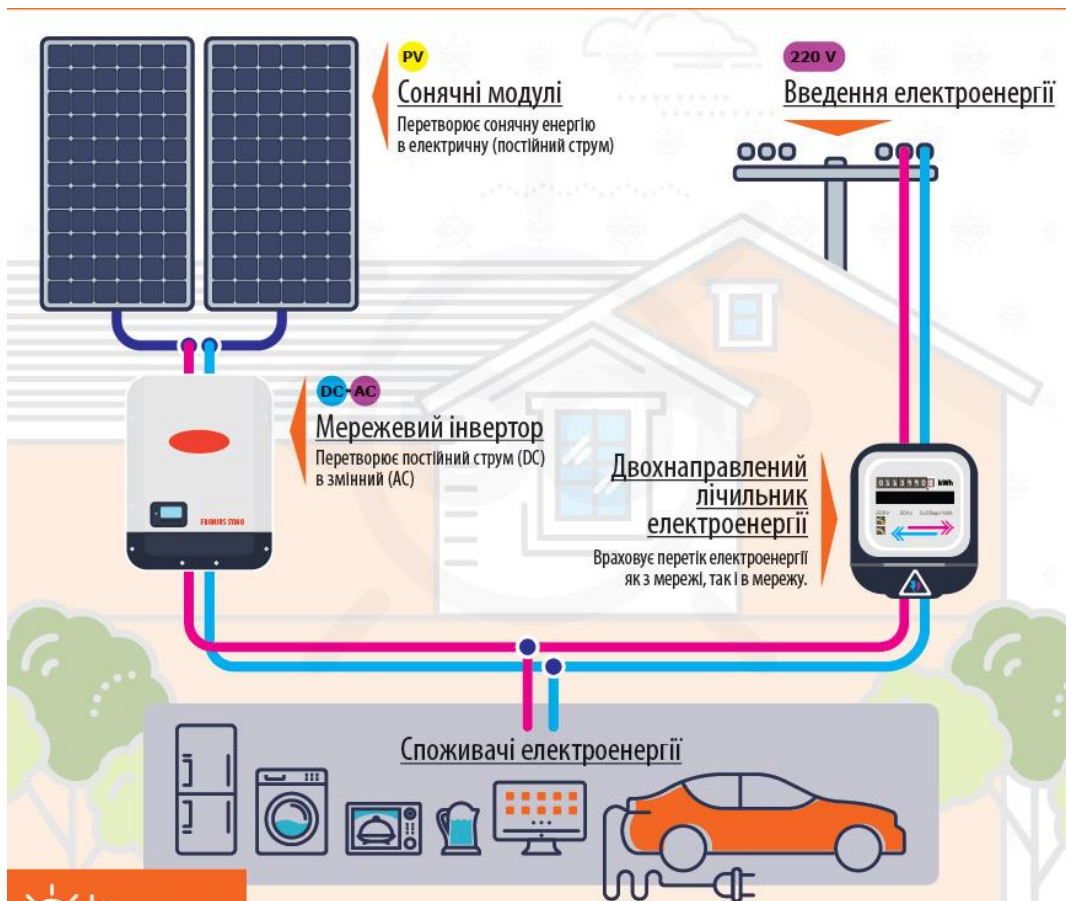 PV
Сонячні модулі
Перетворює сонячну енергію
в електричну (постійний струм)
220 V
Введення електроенергії
DC-AC
Мережевий інвертор
Перетворює постійний струм (DC)
в змінний (AC)
FRONIUS SYMO
Двохнаправлений
лічильник
електроенергії
Враховує перетік електроенергії
як з мережі, так і в мережу.
kWh
Споживачі електроенергії